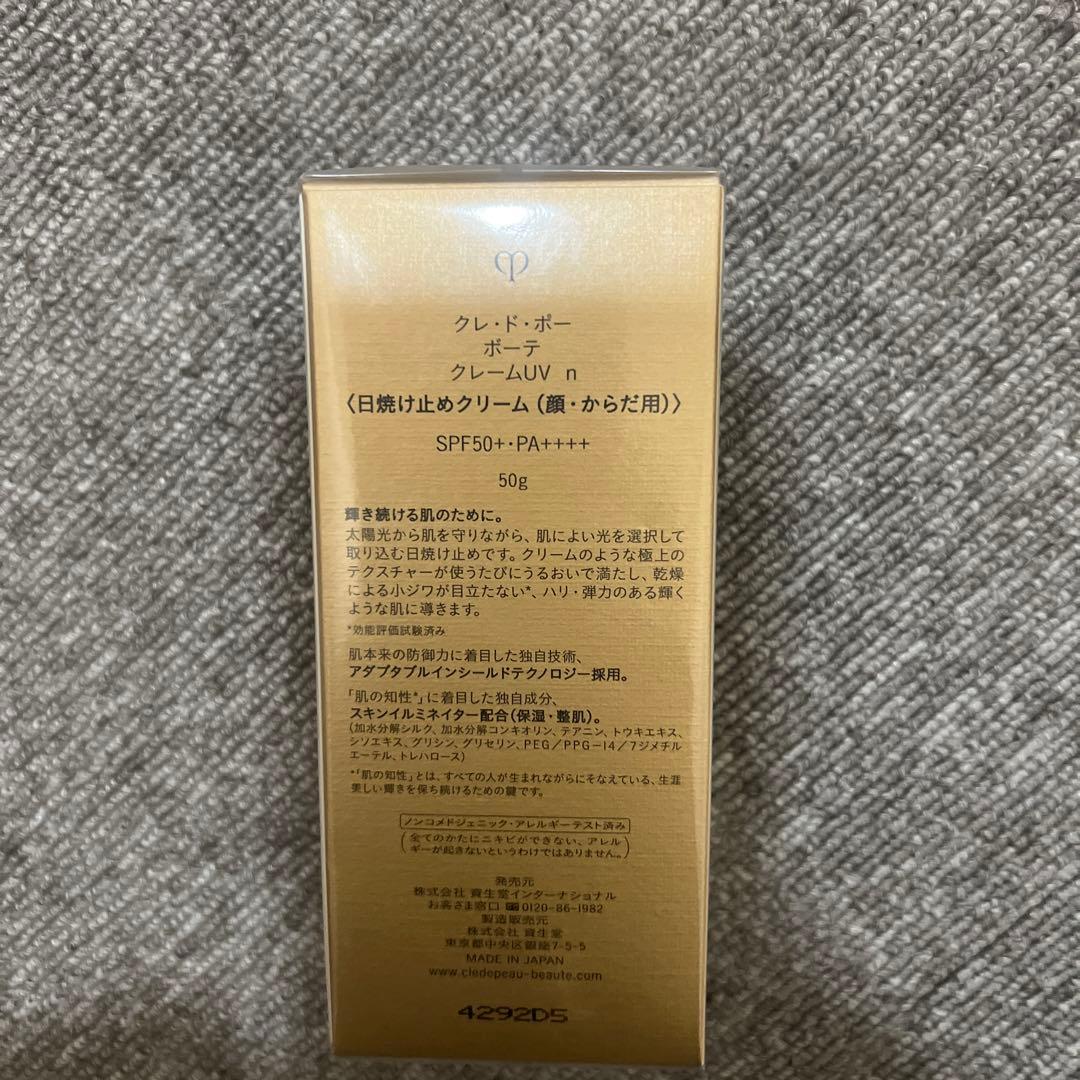 クレ・ド・ポー
ボーテ
クレームUV n
〈日焼け止めクリーム（顔・からだ用）〉
SPF50+・PA++++
50g
輝き続ける肌のために。
太陽光から肌を守りながら、肌によい光を選択して
取り込む日焼け止めです。クリームのような極上の
テクスチャーが使うたびにうるおいで満たし、乾燥
による小ジワが目立たない*、ハリ・弾力のある輝く
ような肌に導きます。
*効能評価試験済み
肌本来の防御力に着目した独自技術、
アダプタブルインシールドテクノロジー採用。
「肌の知性*」に着目した独自成分、
スキンイルミネイター配合（保湿・整肌）。
（加水分解シルク、加水分解コンキオリン、テアニン、トウキエキス、
シソエキス、グリシン、グリセリン、PEG／PPG－14／7ジメチル
エーテル、トレハロース）
*「肌の知性」とは、すべての人が生まれながらにそなえている、生涯
美しい輝きを保ち続けるための鍵です。
ノンコメドジェニック・アレルギーテスト済み
（全てのかたにニキビができない、アレル
ギーが起きないというわけではありません。）
発売元
株式会社 資生堂インターナショナル
お客さま窓口 0120-86-1982
製造販売元
株式会社 資生堂
東京都中央区銀座7-5-5
MADE IN JAPAN
www.cledepeau-beaute.com
4292D5